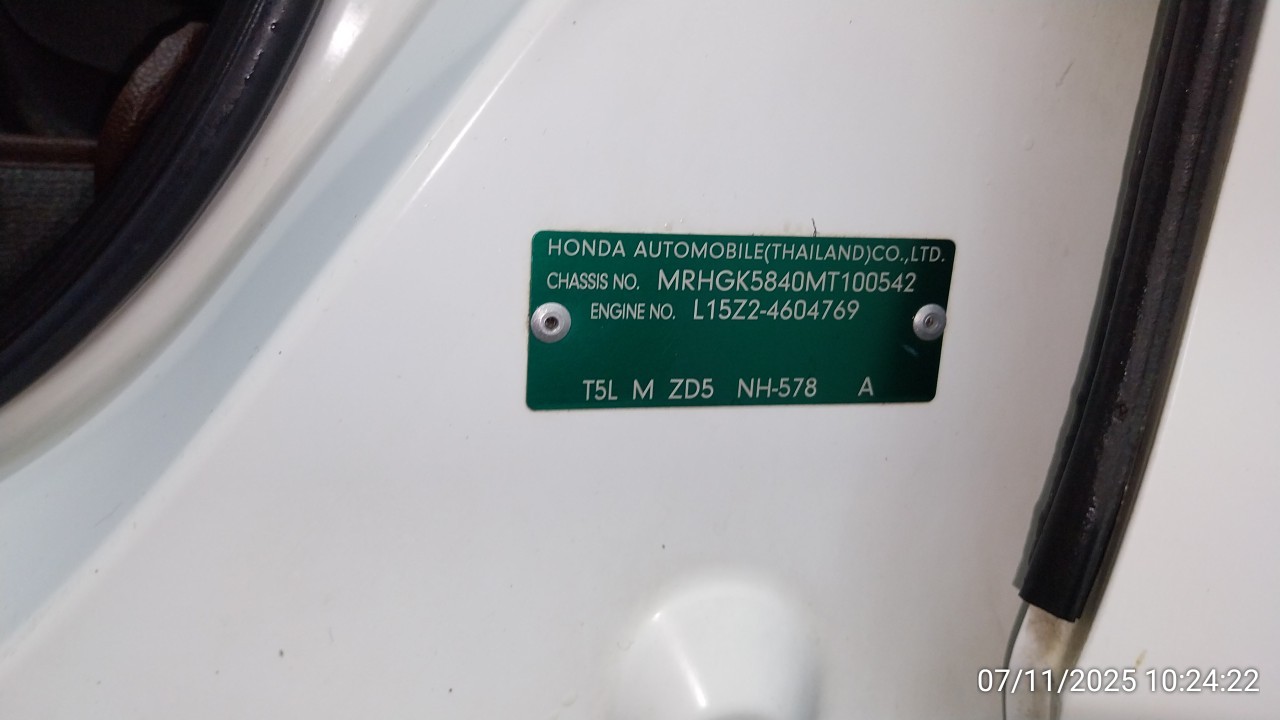 HONDA AUTOMOBILE(THAILAND)CO.,LTD.
CHASSIS NO. MRHGK5840MT100542
ENGINE NO. L15Z2-4604769
T5L M ZD5 NH-578 A
07/11/2025 10:24:22